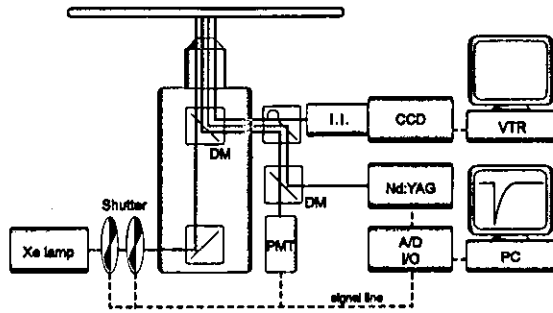 I.I.
CCD
VTR
DM
Nd:YAG
DM
Shutter
Xe lamp
PMT
A/D
I/O
PC
signal line